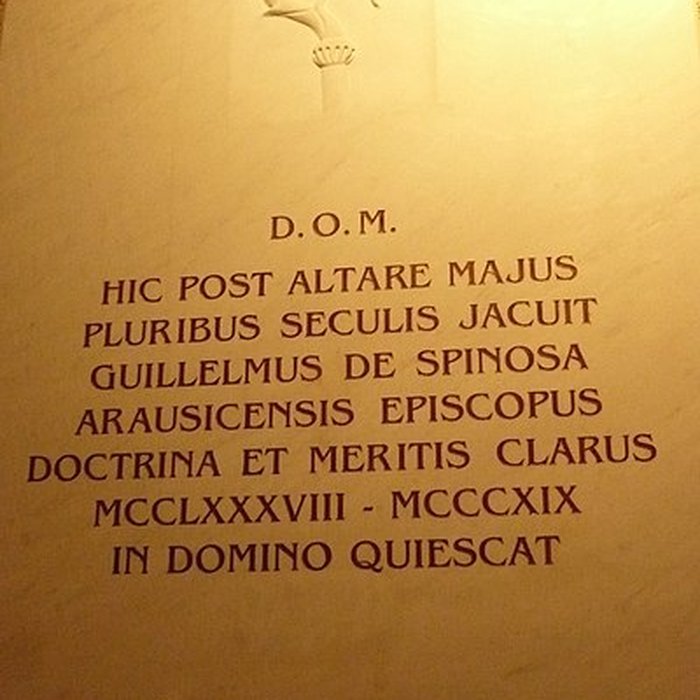 D.O.M.
HIC POST ALTARE MAJUS
PLURIBUS SECULIS JACUIT
GUILLELMUS DE SPINOSA
ARAUSICENSIS EPISCOPUS
DOCTRINA ET MERITIS CLARUS
MCCLXXXVIII - MCCCXIX
IN DOMINO QUIESCAT